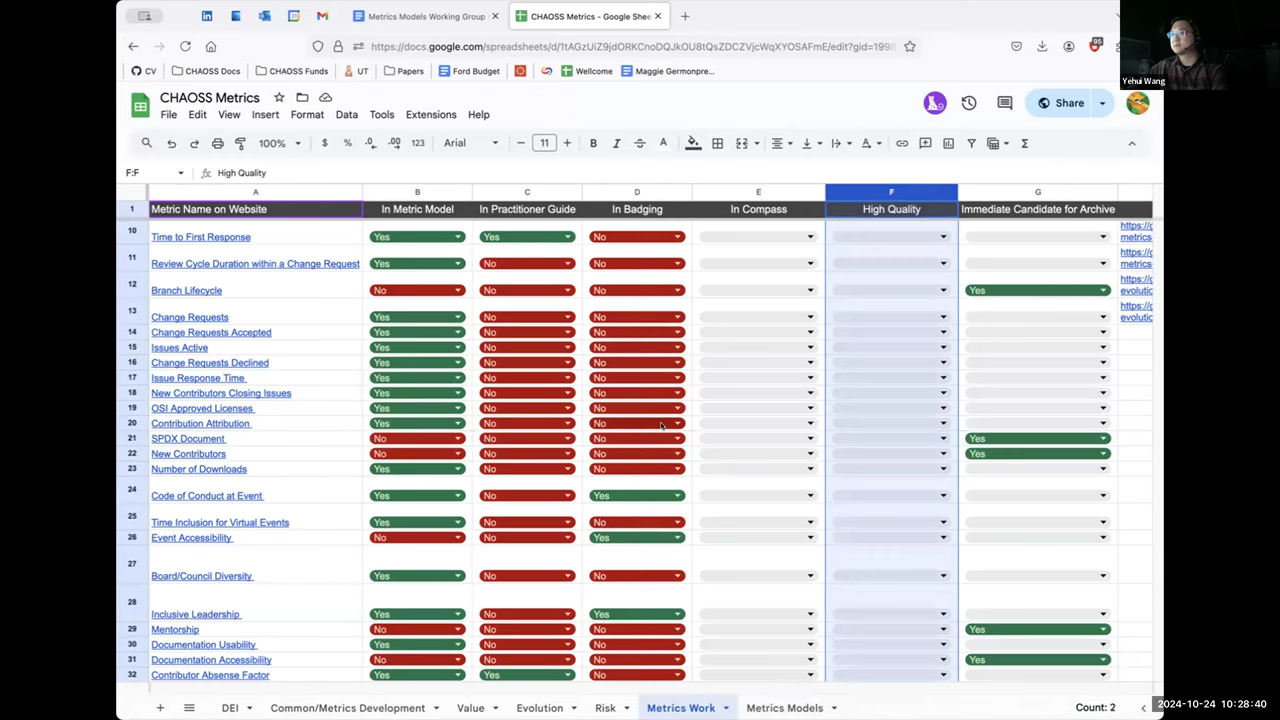 Metrics Models Working Group
CHAOSS Metrics - Google Shee
https://docs.google.com/spreadsheets/d/1tAGzUiZ9jdORKCnoDQJkOU8tQsZDCZVjcWqXYOSAFmE/edit?gid=1998
95
CV CHAOSS Docs CHAOSS Funds UT Papers Ford Budget Wellcome Maggie Germonpre...
Yehui Wang
CHAOSS Metrics
Share
File Edit View Insert Format Data Tools Extensions Help
100% $ % .0 .00 123 Arial 11 B I A
F:F High Quality
A B C D E F G
1 Metric Name on Website In Metric Model In Practitioner Guide In Badging In Compass High Quality Immediate Candidate for Archive
10 Time to First Response Yes Yes No https://g metrics-
11 Review Cycle Duration within a Change Request Yes No No https://g metrics-
12 Branch Lifecycle No No No Yes https://g evolutio
13 Change Requests Yes No No https://g evolutic
14 Change Requests Accepted Yes No No
15 Issues Active Yes No No
16 Change Requests Declined Yes No No
17 Issue Response Time Yes No No
18 New Contributors Closing Issues Yes No No
19 OSI Approved Licenses Yes No No
20 Contribution Attribution Yes No No
21 SPDX Document No No No Yes
22 New Contributors No No No Yes
23 Number of Downloads Yes No No
24 Code of Conduct at Event Yes No Yes
25 Time Inclusion for Virtual Events Yes No No
26 Event Accessibility No No Yes
27 Board/Council Diversity Yes No No
28 Inclusive Leadership Yes No Yes
29 Mentorship No No No Yes
30 Documentation Usability Yes No No
31 Documentation Accessibility No No No Yes
32 Contributor Absense Factor Yes Yes No
DEI Common/Metrics Development Value Evolution Risk Metrics Work Metrics Models Count: 2
2024-10-24 10:28:40